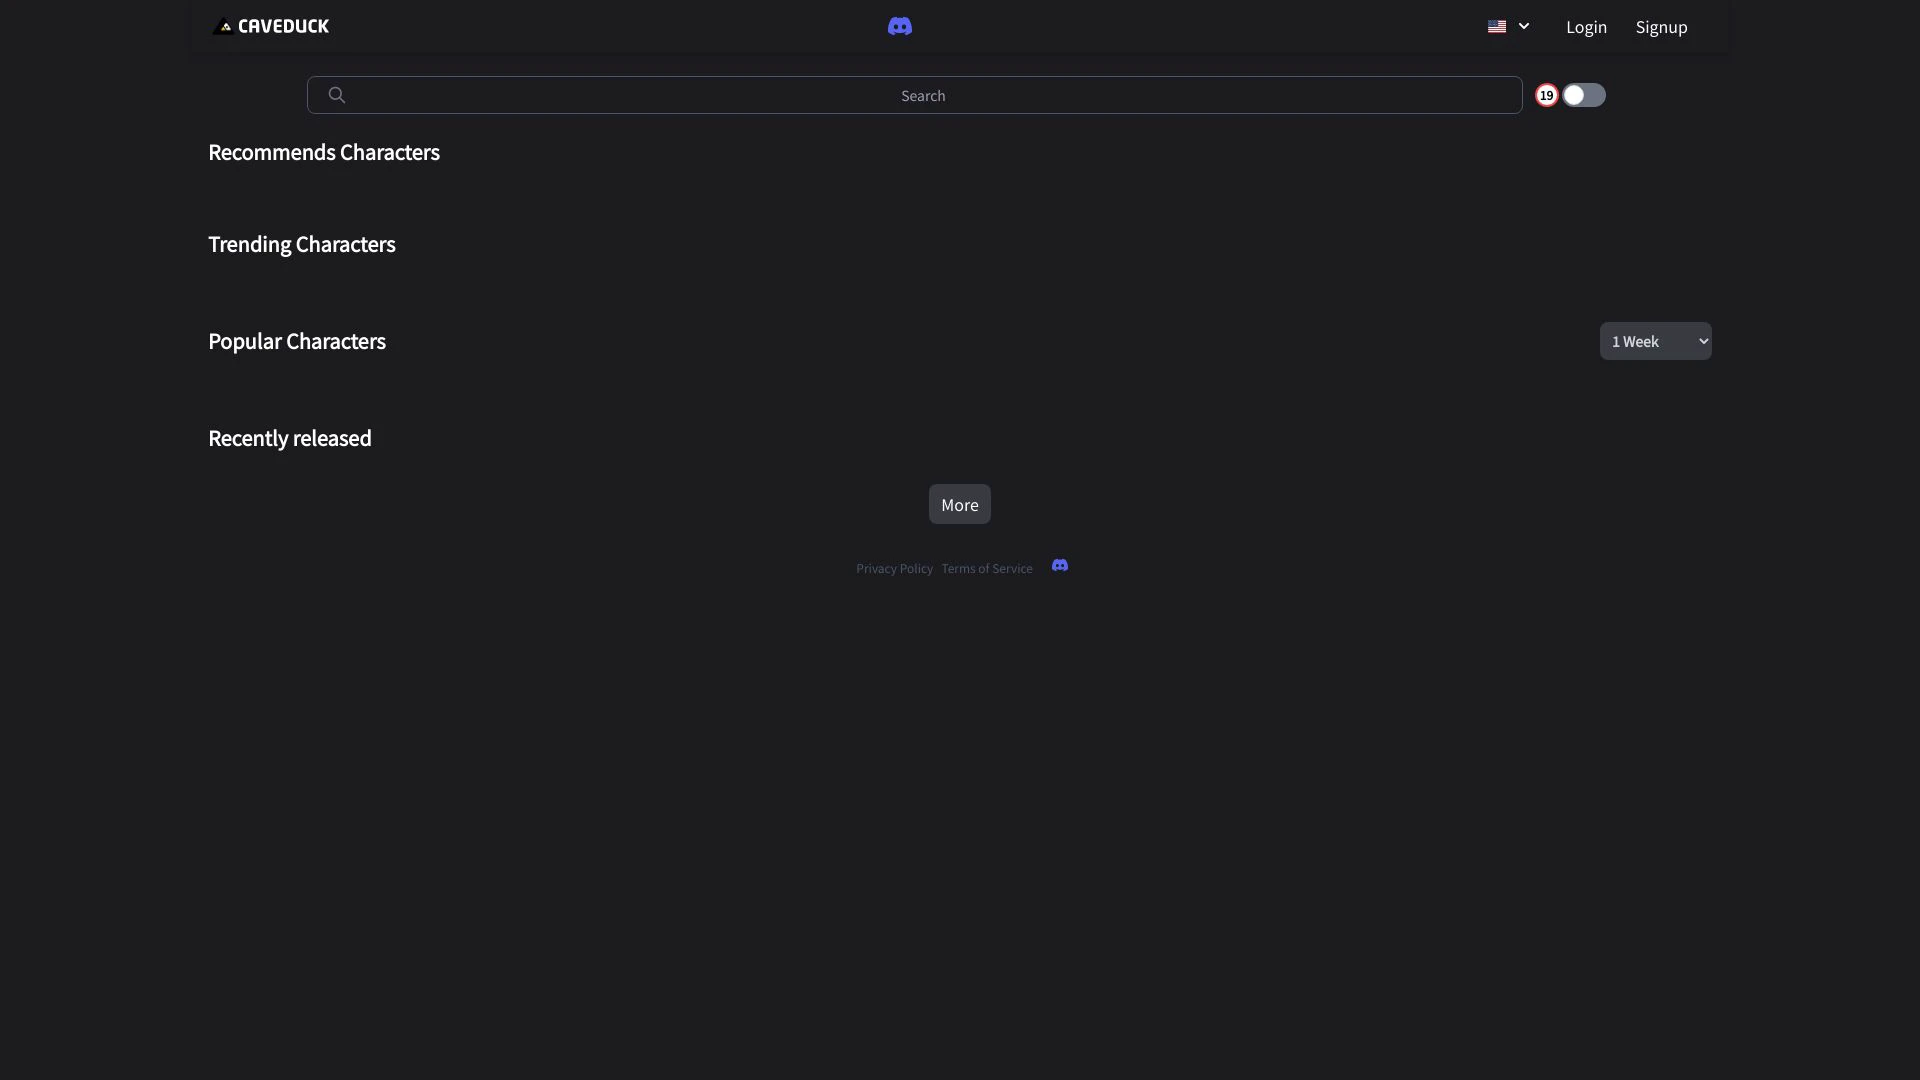 CAVEDUCK
Login
Signup
Search
19
Recommends Characters
Trending Characters
Popular Characters
1 Week
Recently released
More
Privacy Policy Terms of Service